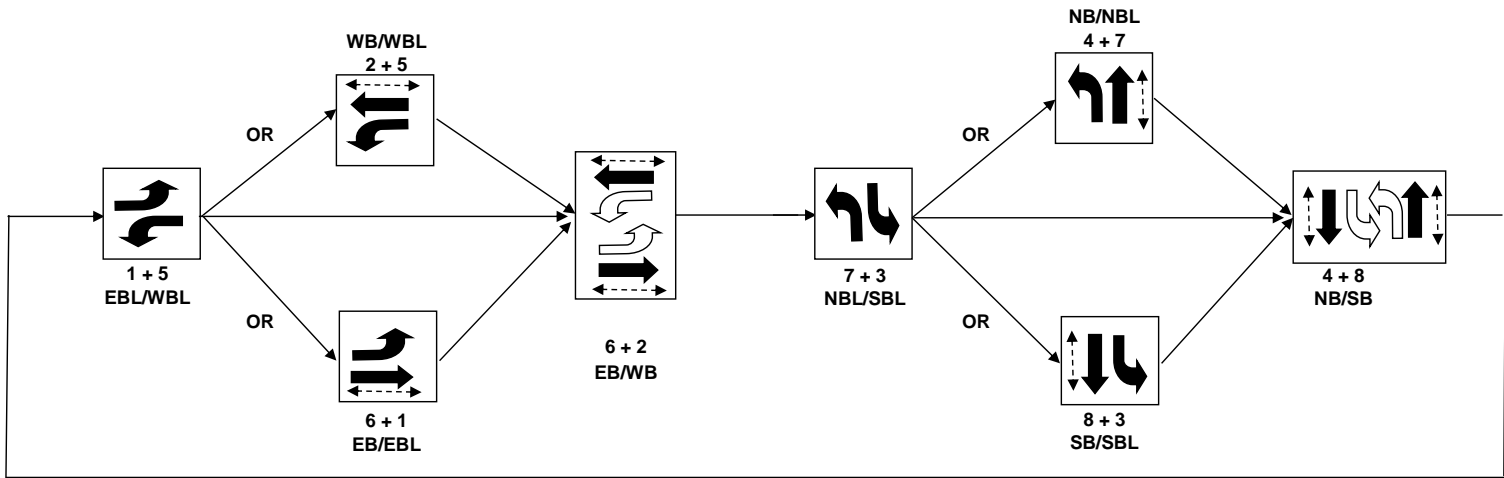 WB/WBL
2 + 5
OR
1 + 5
EBL/WBL
OR
6 + 1
EB/EBL
6 + 2
EB/WB
NB/NBL
4 + 7
OR
7 + 3
NBL/SBL
OR
8 + 3
SB/SBL
4 + 8
NB/SB